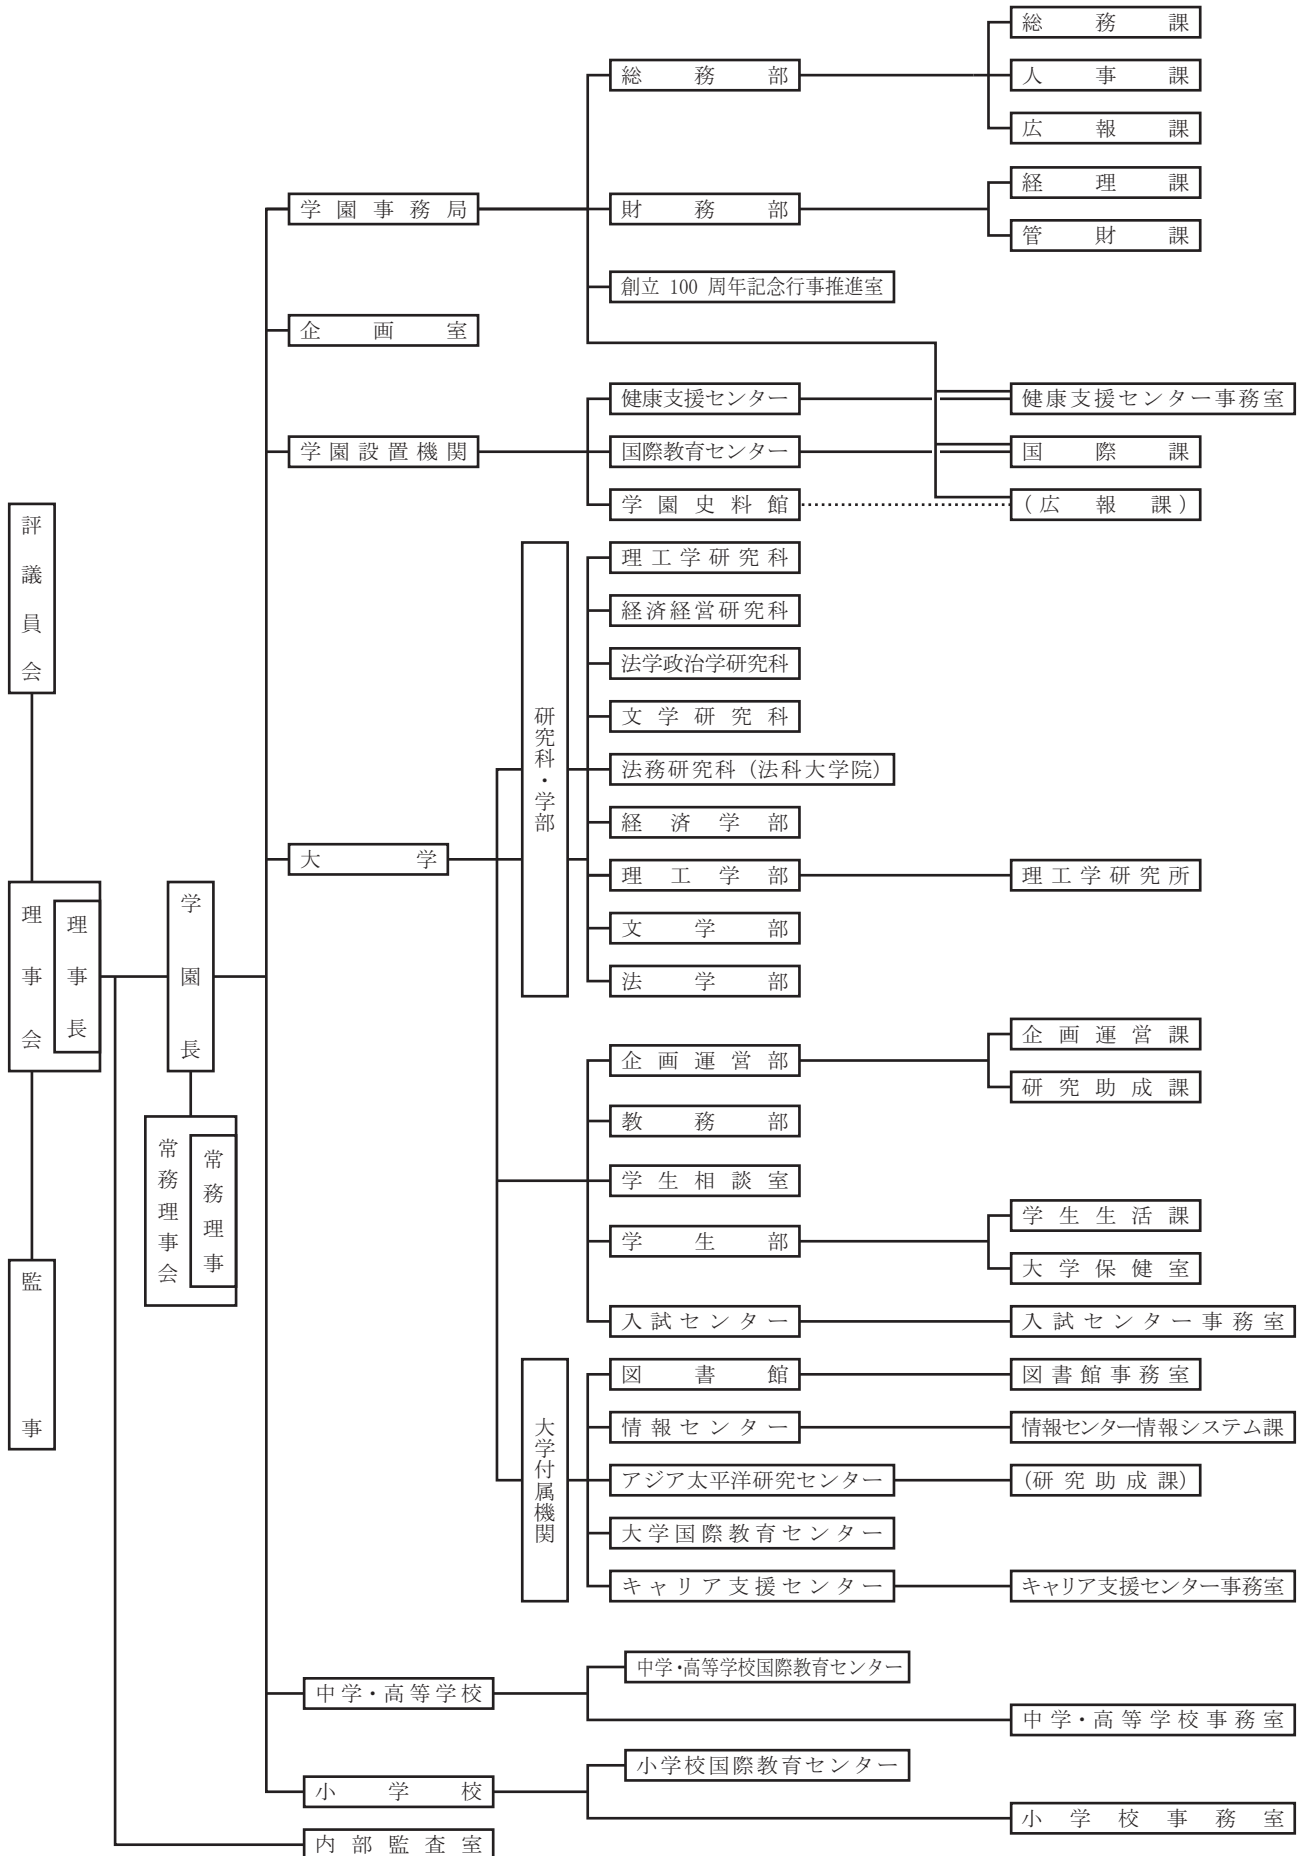 評議員会
理事会
理事長
監事
学園長
常務理事会
常務理事
学園事務局
総務部
総務課
人事課
広報課
財務部
経理課
管財課
創立 100 周年記念行事推進室
企画室
学園設置機関
健康支援センター
健康支援センター事務室
国際教育センター
国際課
学園史料館
(広報課)
大学
研究科・学部
理工学研究科
経済経営研究科
法学政治学研究科
文学研究科
法務研究科(法科大学院)
経済学部
理工学部
理工学研究所
文学部
法学部
企画運営部
企画運営課
研究助成課
教務部
学生相談室
学生部
学生生活課
大学保健室
入試センター
入試センター事務室
大学付属機関
図書館
図書館事務室
情報センター
情報センター情報システム課
アジア太平洋研究センター
(研究助成課)
大学国際教育センター
キャリア支援センター
キャリア支援センター事務室
中学・高等学校
中学・高等学校国際教育センター
中学・高等学校事務室
小学校
小学校国際教育センター
小学校事務室
内部監査室